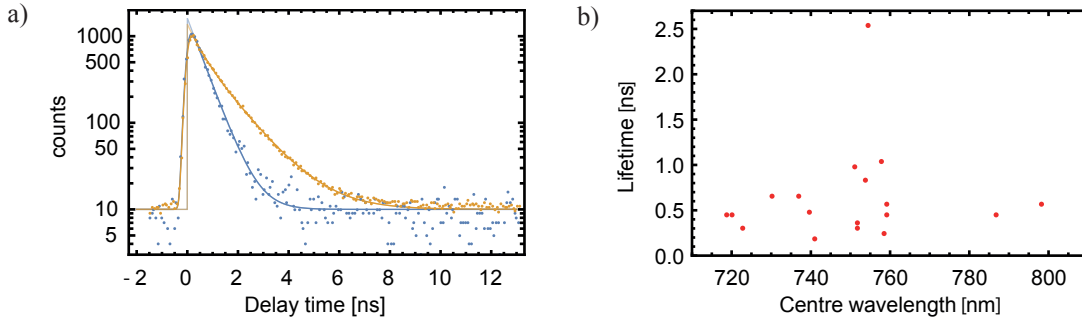 a)
1000
500
100
50
10
5
counts
-2 0 2 4 6 8 10 12
Delay time [ns]
b)
2.5
2.0
1.5
1.0
0.5
0.0
Lifetime [ns]
720 740 760 780 800
Centre wavelength [nm]